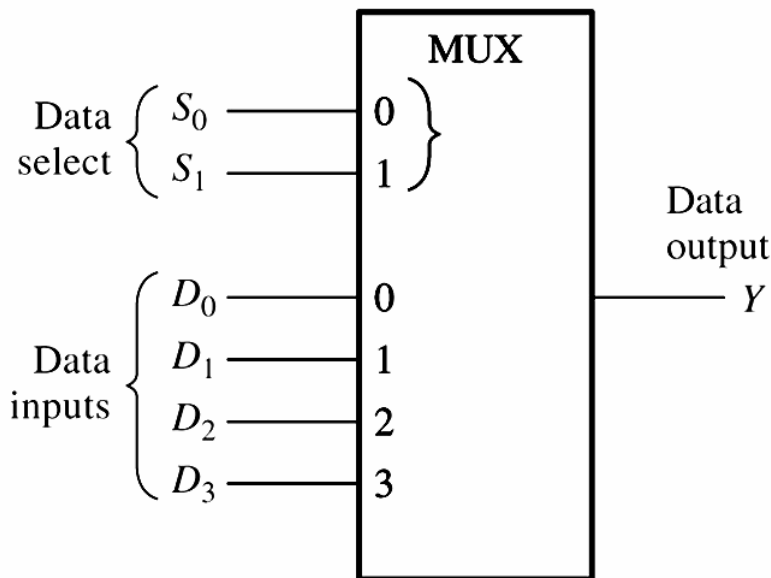 MUX
Data
select
S0
0
S1
1
Data
inputs
D0
0
D1
1
D2
2
D3
3
Data
output
Y